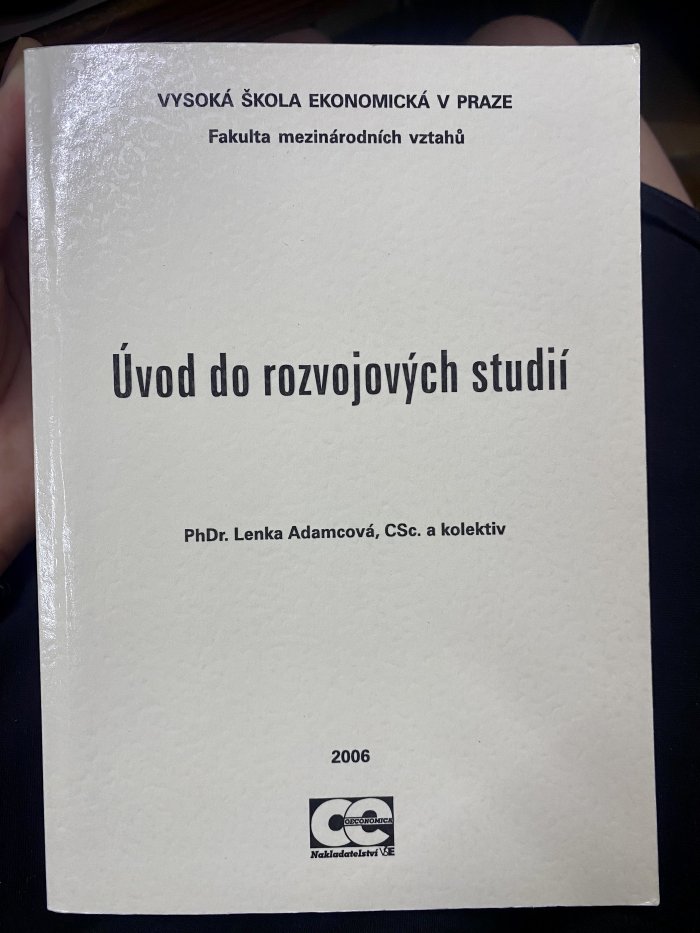 VYSOKÁ ŠKOLA EKONOMICKÁ V PRAZE
Fakulta mezinárodních vztahů
Úvod do rozvojových studií
PhDr. Lenka Adamcová, CSc. a kolektiv
2006
OECONOMICA
Nakladatelství VŠE